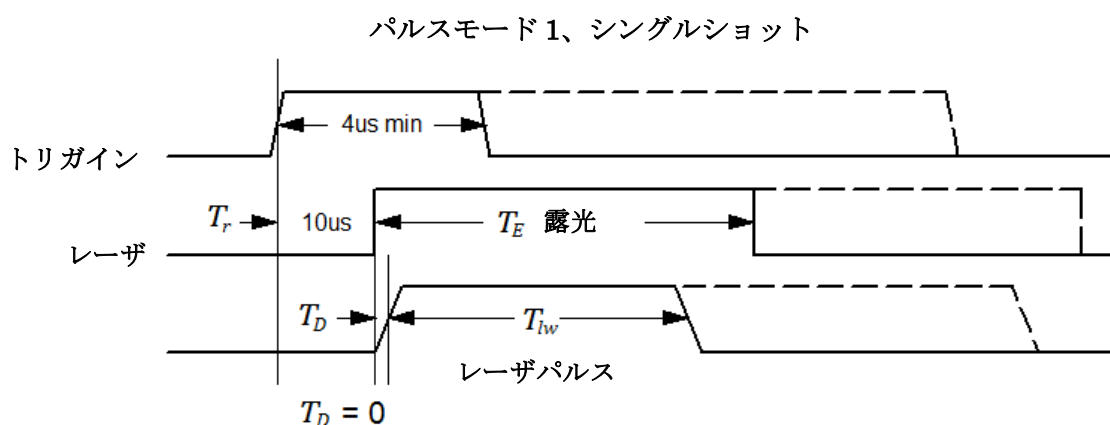 パルスモード 1、シングルショット
4us min
トリガイン
T_r
10us
T_E 露光
レーザ
T_D
T_lw
レーザパルス
T_D = 0